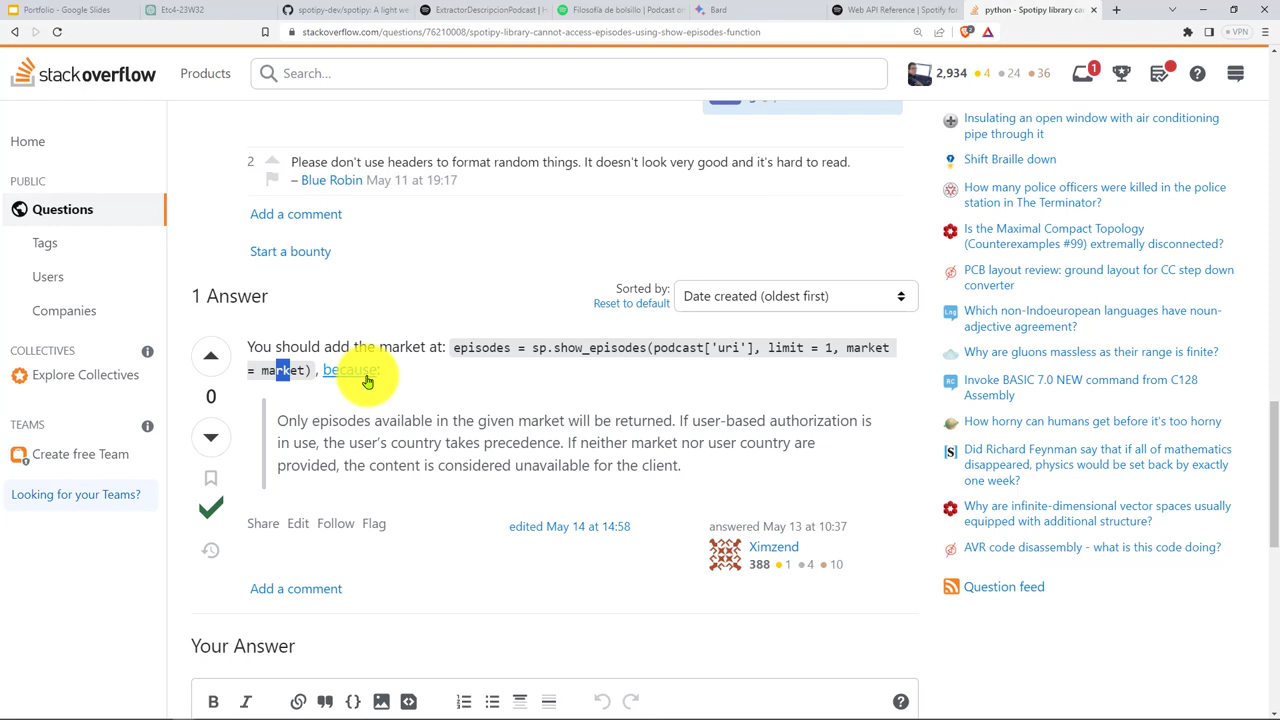 Portfolio - Google Slides
Etc4-23W32
spotipy-dev/spotipy: A light we
ExtractorDescripcionPodcast | H
Filosofía de bolsillo | Podcast on
Bard
Web API Reference | Spotify for
python - Spotipy library ca
stackoverflow.com/questions/76210008/spotipy-library-cannot-access-episodes-using-show-episodes-function
VPN
stackoverflow
Products
Search...
2,934
4
24
36
1
Home
PUBLIC
Questions
Tags
Users
Companies
COLLECTIVES
Explore Collectives
TEAMS
Create free Team
Looking for your Teams?
2
Please don't use headers to format random things. It doesn't look very good and it's hard to read.
– Blue Robin May 11 at 19:17
Add a comment
Start a bounty
1 Answer
Sorted by:
Reset to default
Date created (oldest first)
You should add the market at: episodes = sp.show_episodes(podcast['uri'], limit = 1, market
= market) , because:
0
Only episodes available in the given market will be returned. If user-based authorization is
in use, the user's country takes precedence. If neither market nor user country are
provided, the content is considered unavailable for the client.
Share Edit Follow Flag
edited May 14 at 14:58
answered May 13 at 10:37
Ximzend
388 1 4 10
Add a comment
Your Answer
B I
Insulating an open window with air conditioning
pipe through it
Shift Braille down
How many police officers were killed in the police
station in The Terminator?
Is the Maximal Compact Topology
(Counterexamples #99) extremally disconnected?
PCB layout review: ground layout for CC step down
converter
Lng
Which non-Indoeuropean languages have noun-
adjective agreement?
Why are gluons massless as their range is finite?
RC
Invoke BASIC 7.0 NEW command from C128
Assembly
How horny can humans get before it's too horny
Did Richard Feynman say that if all of mathematics
disappeared, physics would be set back by exactly
one week?
Why are infinite-dimensional vector spaces usually
equipped with additional structure?
AVR code disassembly - what is this code doing?
Question feed